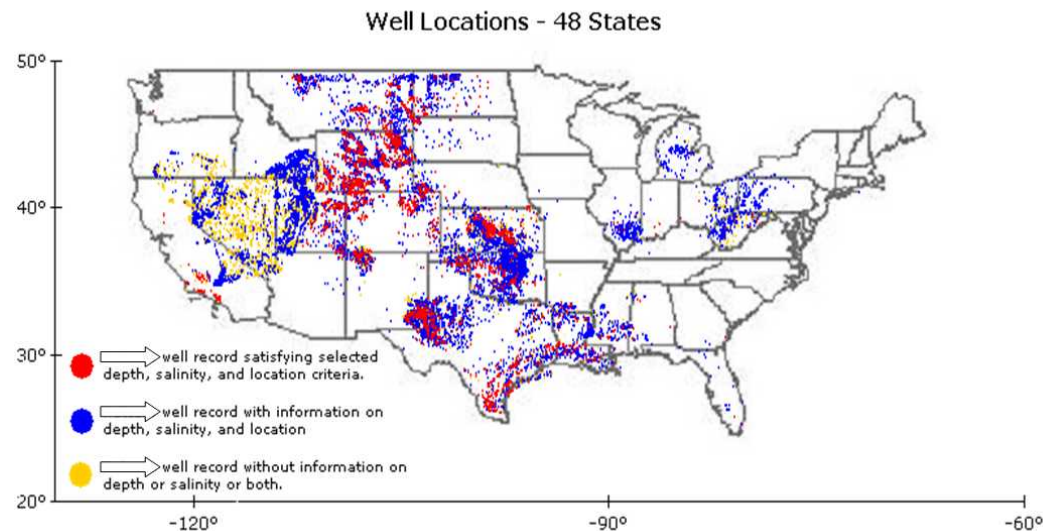 Well Locations - 48 States
50°
40°
30°
20°
well record satisfying selected
depth, salinity, and location criteria.
well record with information on
depth, salinity, and location
well record without information on
depth or salinity or both.
-120°
-90°
-60°